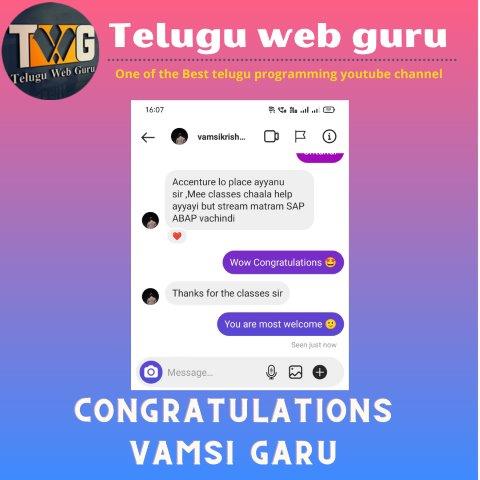 TWG
Telugu Web Guru
Telugu web guru
One of the Best telugu programming youtube channel
16:07
vamsikrish...
Accenture lo place ayyanu
sir ,Mee classes chaala help
ayyayi but stream matram SAP
ABAP vachindi
Wow Congratulations 🤩
Thanks for the classes sir
You are most welcome 🙂
Seen just now
Message...
CONGRATULATIONS
VAMSI GARU